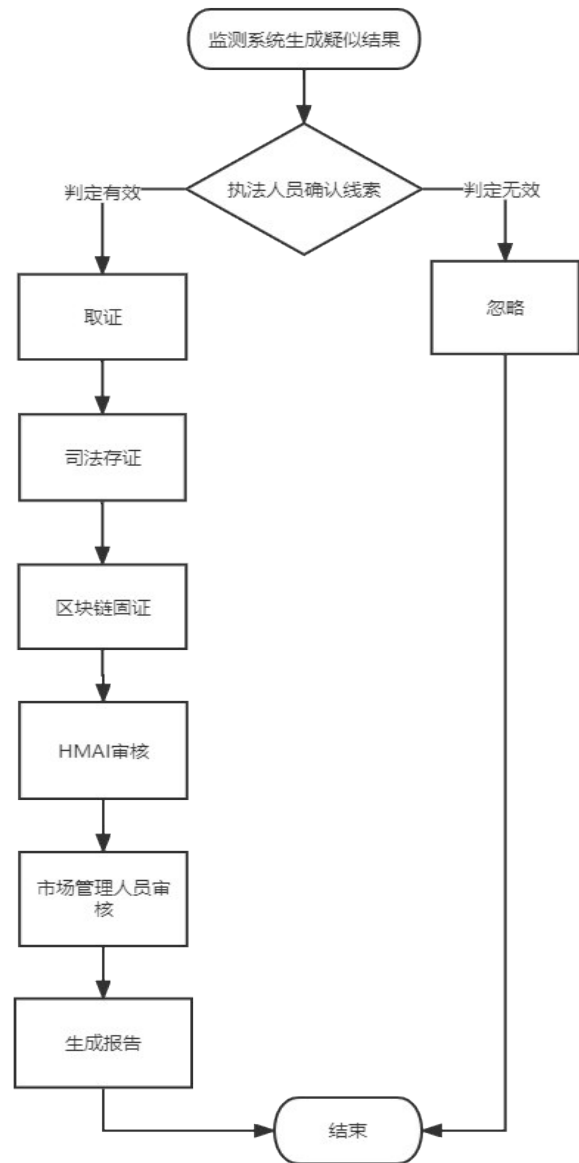 监测系统生成疑似结果
执法人员确认线索
判定有效
判定无效
取证
忽略
司法存证
区块链固证
HMAI审核
市场管理人员审
核
生成报告
结束